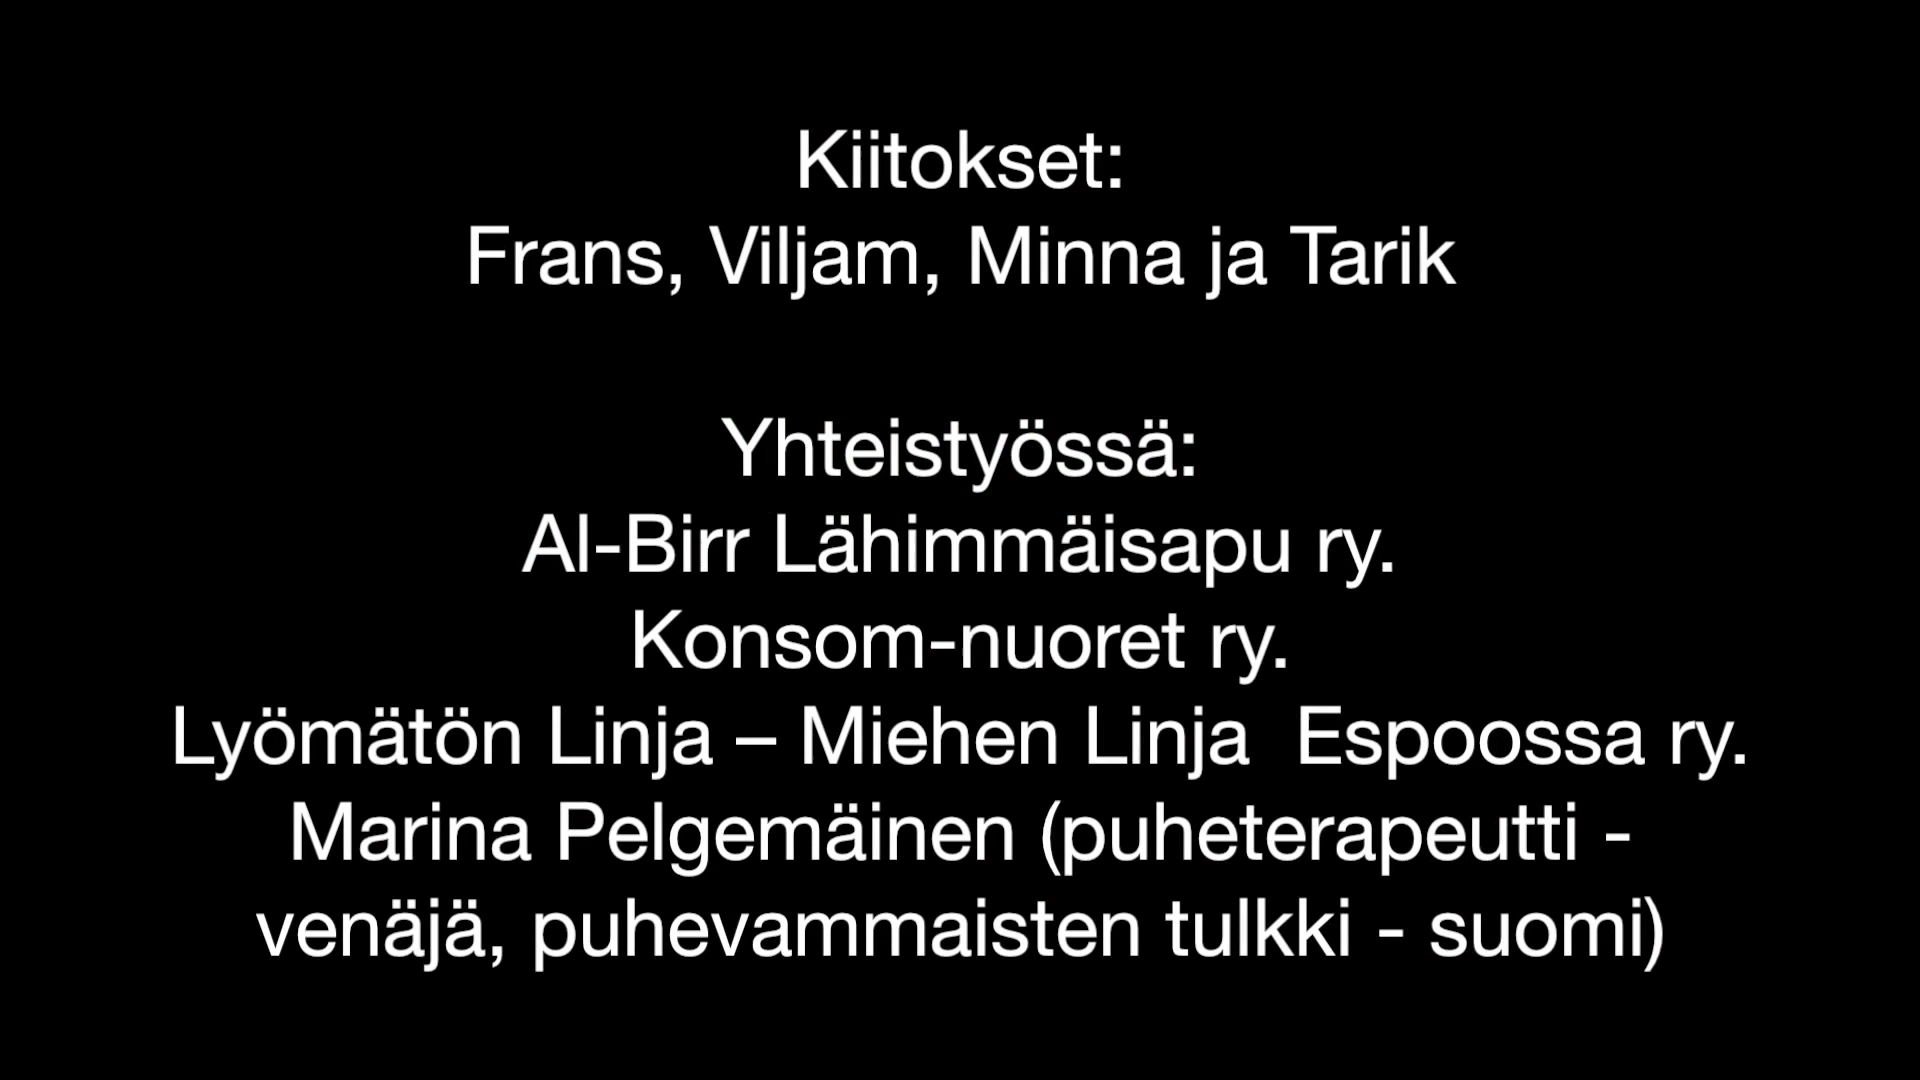 Kiitokset:
Frans, Viljam, Minna ja Tarik
Yhteistyössä:
Al-Birr Lähimmäisapu ry.
Konsom-nuoret ry.
Lyömätön Linja – Miehen Linja  Espoossa ry.
Marina Pelgemäinen (puheterapeutti -
venäjä, puhevammaisten tulkki - suomi)